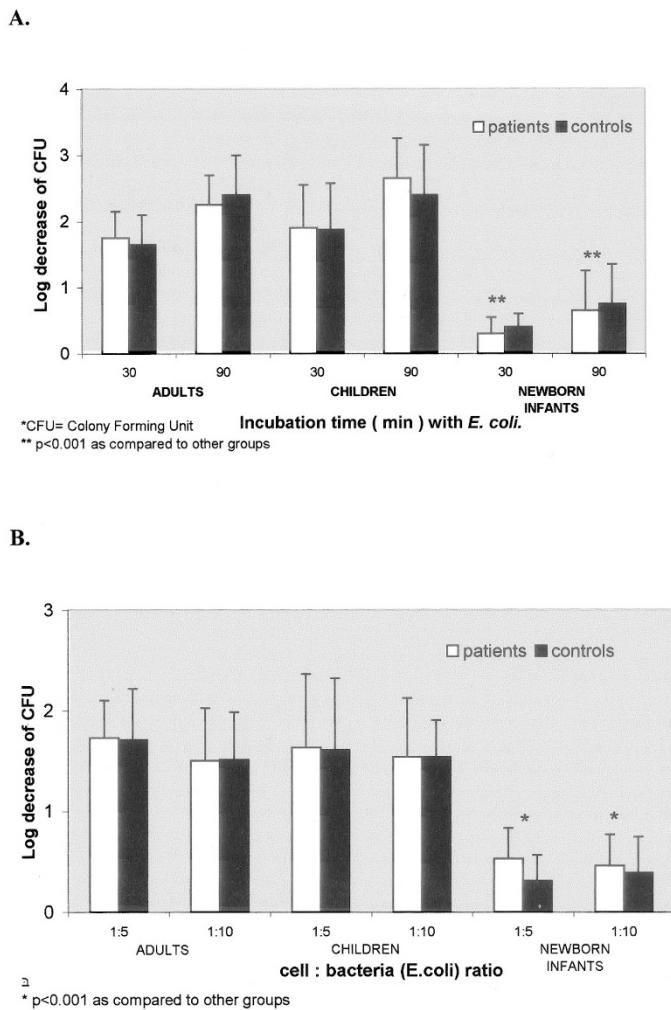 A.
4
patients controls
3
2
1
0
Log decrease of CFU
30 90 30 90 30 90
ADULTS CHILDREN NEWBORN
INFANTS
*CFU= Colony Forming Unit Incubation time ( min ) with E. coli.
** p<0.001 as compared to other groups
**
**
B.
3
patients controls
2
1
0
Log decrease of CFU
*
*
1:5 1:10 1:5 1:10 1:5 1:10
ADULTS CHILDREN NEWBORN
INFANTS
cell : bacteria (E.coli) ratio
ב
* p<0.001 as compared to other groups